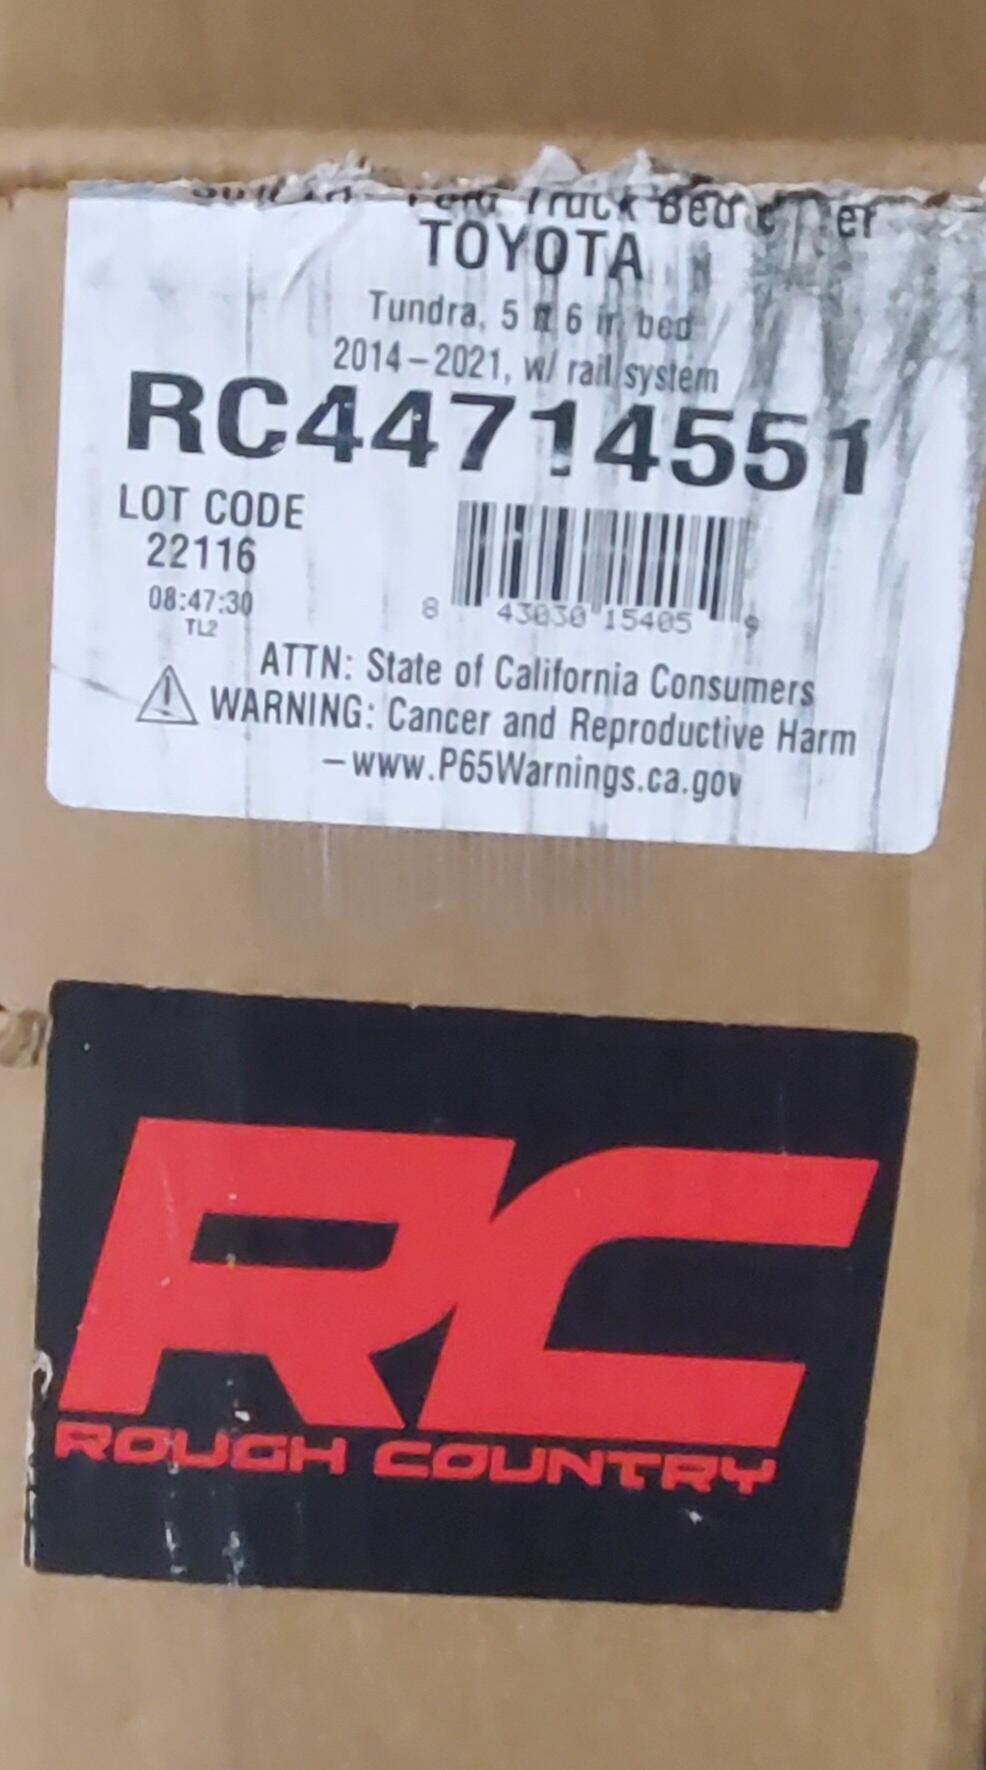 Truck Bed
TOYOTA
Tundra, 5 ft 6 in bed
2014-2021, w/ rail system
RC44714551
LOT CODE
22116
08:47:30
TL2
8 43030 15405 9
ATTN: State of California Consumers
WARNING: Cancer and Reproductive Harm
-www.P65Warnings.ca.gov
RC
ROUGH COUNTRY